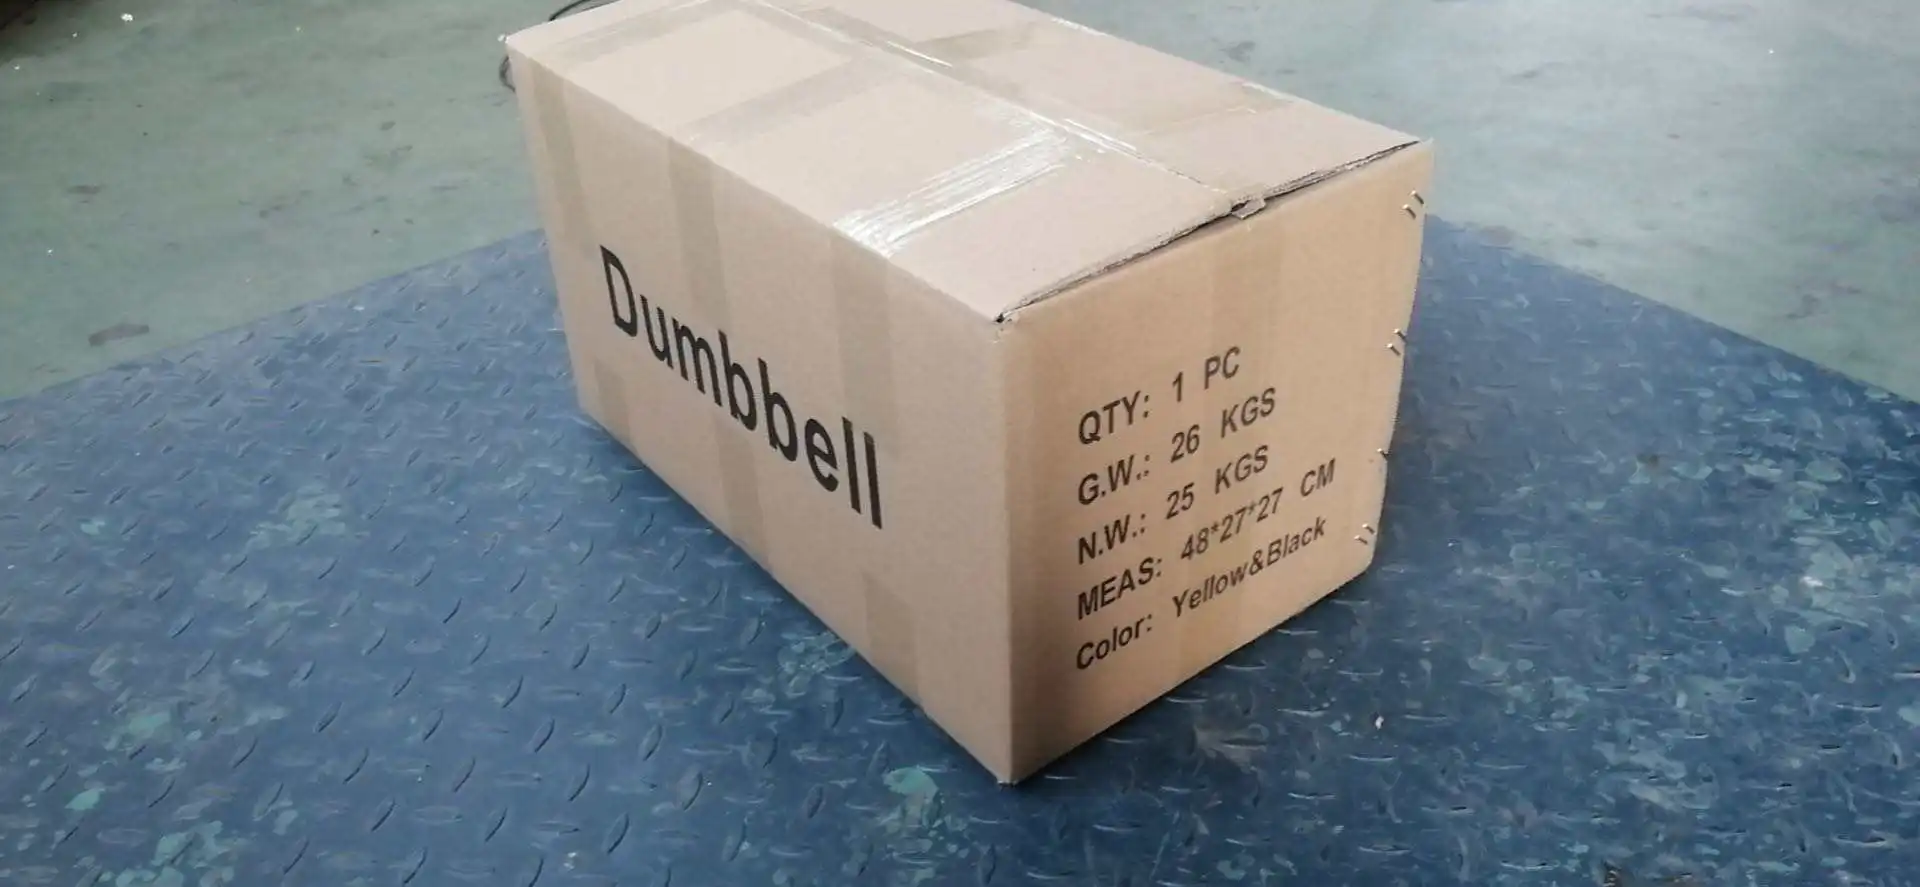 Dumbbell
QTY: 1 PC
G.W.: 26 KGS
N.W.: 25 KGS
MEAS: 48*27*27 CM
Color: Yellow&Black